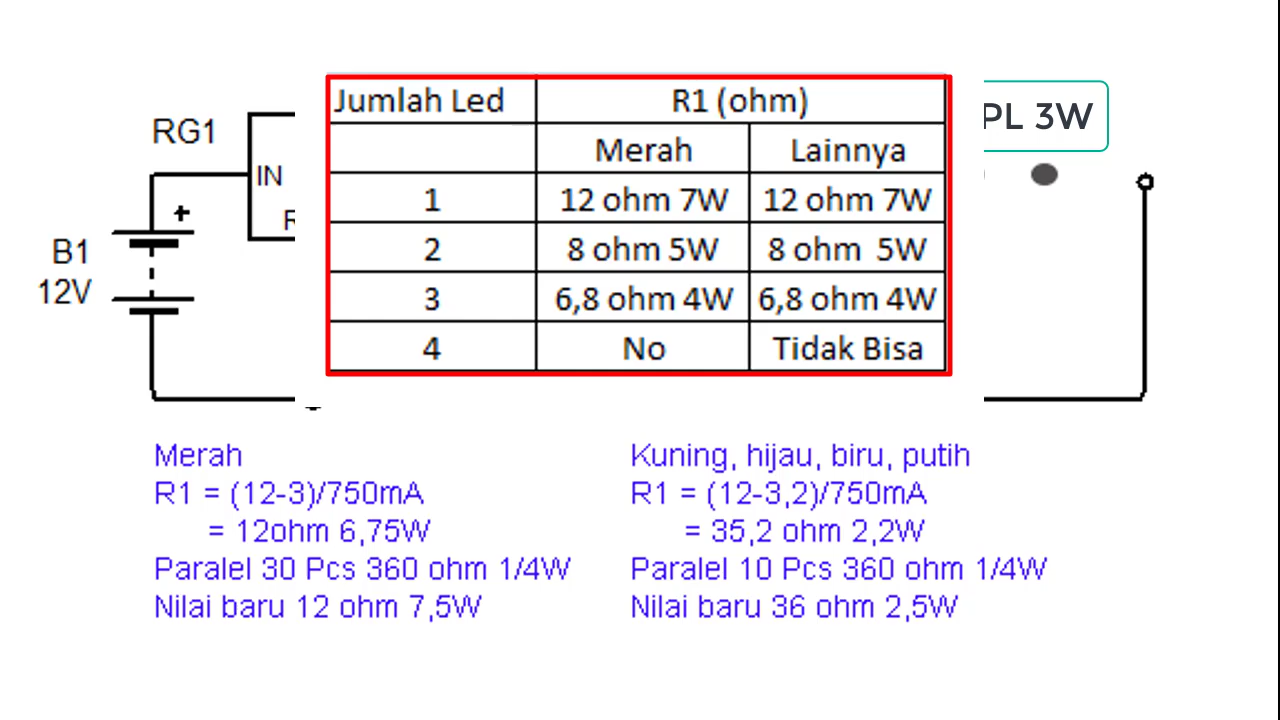 Jumlah Led R1 (ohm)
Merah Lainnya
1 12 ohm 7W 12 ohm 7W
2 8 ohm 5W 8 ohm 5W
3 6,8 ohm 4W 6,8 ohm 4W
4 No Tidak Bisa
PL 3W
RG1
IN
R
+
B1
12V
Merah
R1 = (12-3)/750mA
= 12ohm 6,75W
Paralel 30 Pcs 360 ohm 1/4W
Nilai baru 12 ohm 7,5W
Kuning, hijau, biru, putih
R1 = (12-3,2)/750mA
= 35,2 ohm 2,2W
Paralel 10 Pcs 360 ohm 1/4W
Nilai baru 36 ohm 2,5W